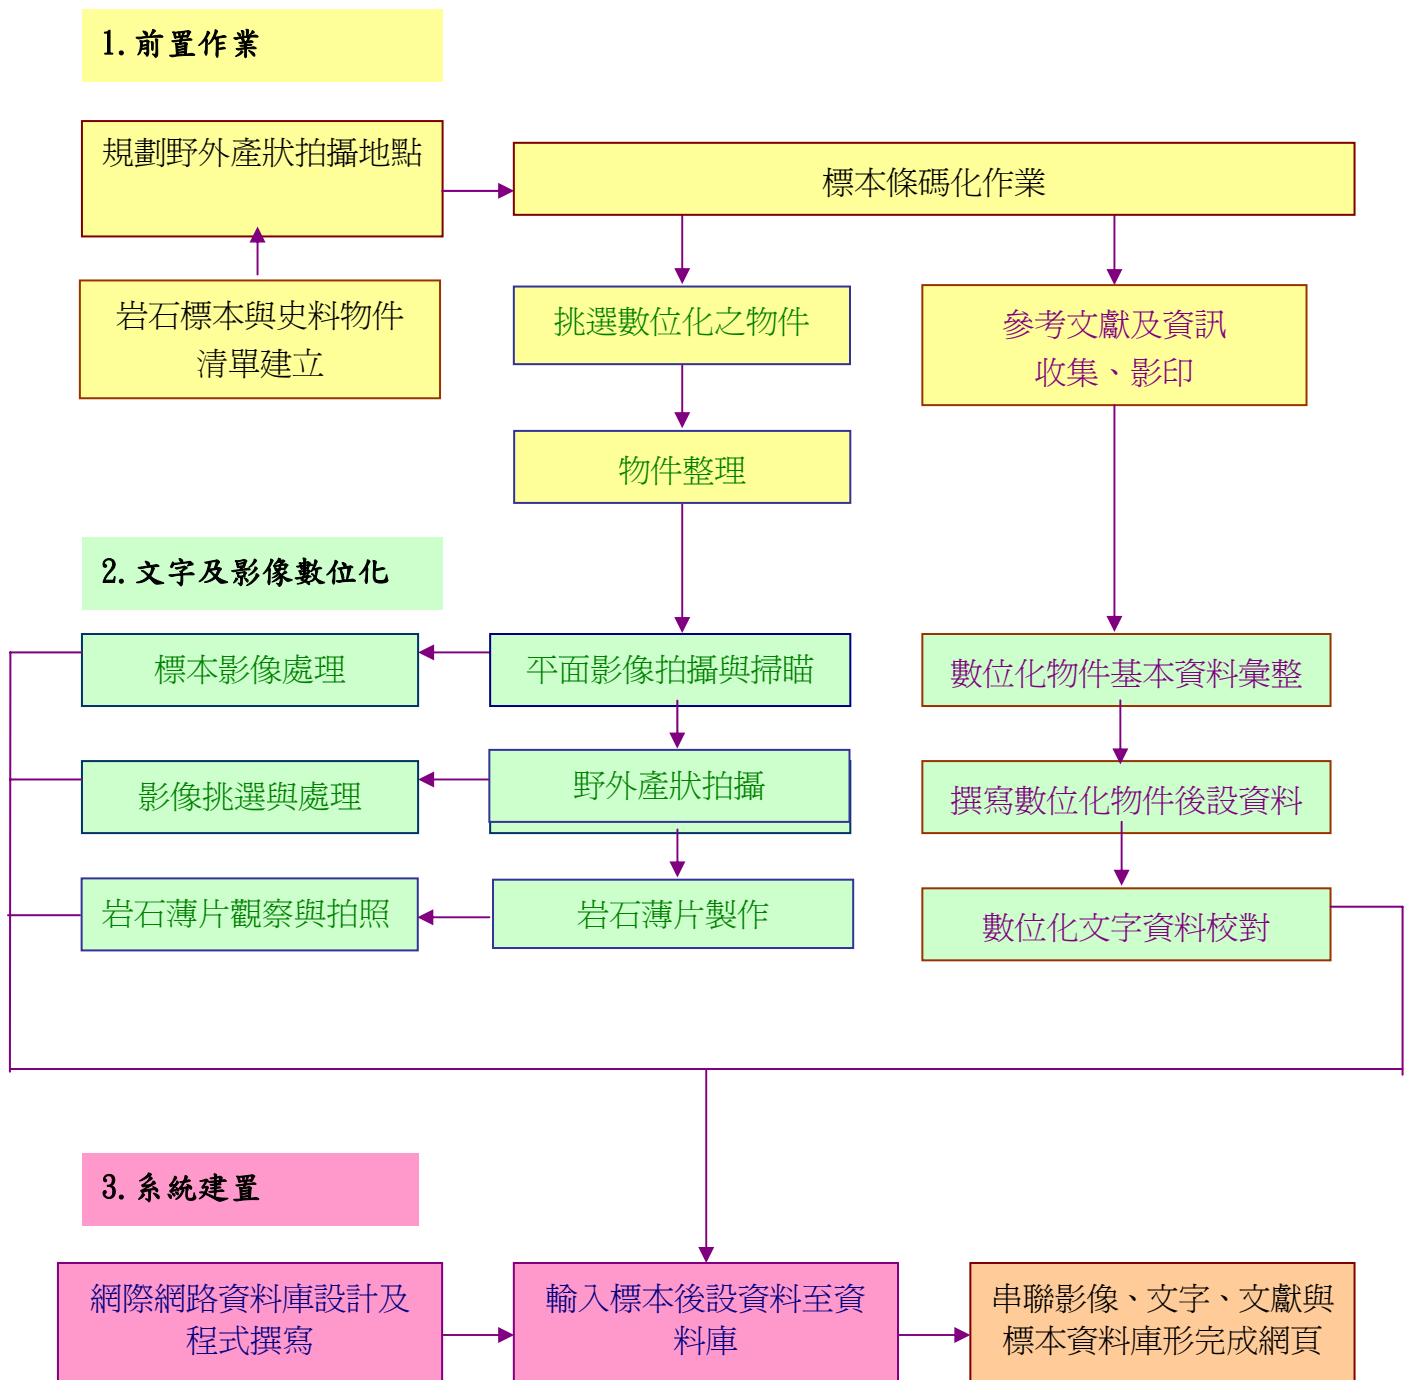 1.前置作業
規劃野外產狀拍攝地點
標本條碼化作業
岩石標本與史料物件
清單建立
挑選數位化之物件
參考文獻及資訊
收集、影印
物件整理
2.文字及影像數位化
標本影像處理
平面影像拍攝與掃瞄
數位化物件基本資料彙整
影像挑選與處理
野外產狀拍攝
撰寫數位化物件後設資料
岩石薄片觀察與拍照
岩石薄片製作
數位化文字資料校對
3.系統建置
網際網路資料庫設計及
程式撰寫
輸入標本後設資料至資
料庫
串聯影像、文字、文獻與
標本資料庫形完成網頁